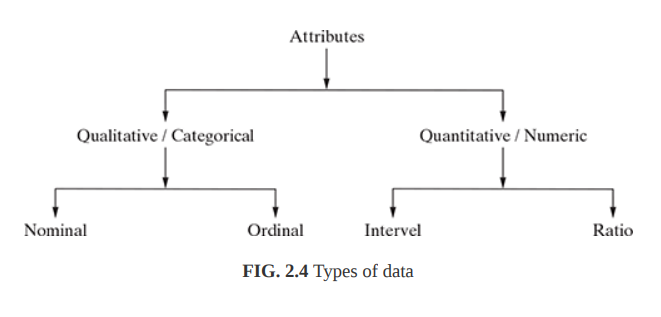 Attributes
Qualitative / Categorical Quantitative / Numeric
Nominal Ordinal Intervel Ratio
FIG. 2.4 Types of data